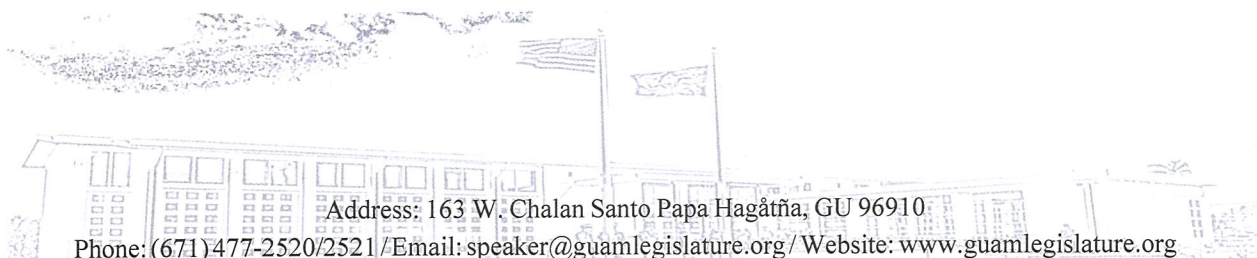 Address: 163 W. Chalan Santo Papa Hagåtña, GU 96910
Phone: (671) 477-2520/2521 / Email: speaker@guamlegislature.org / Website: www.guamlegislature.org